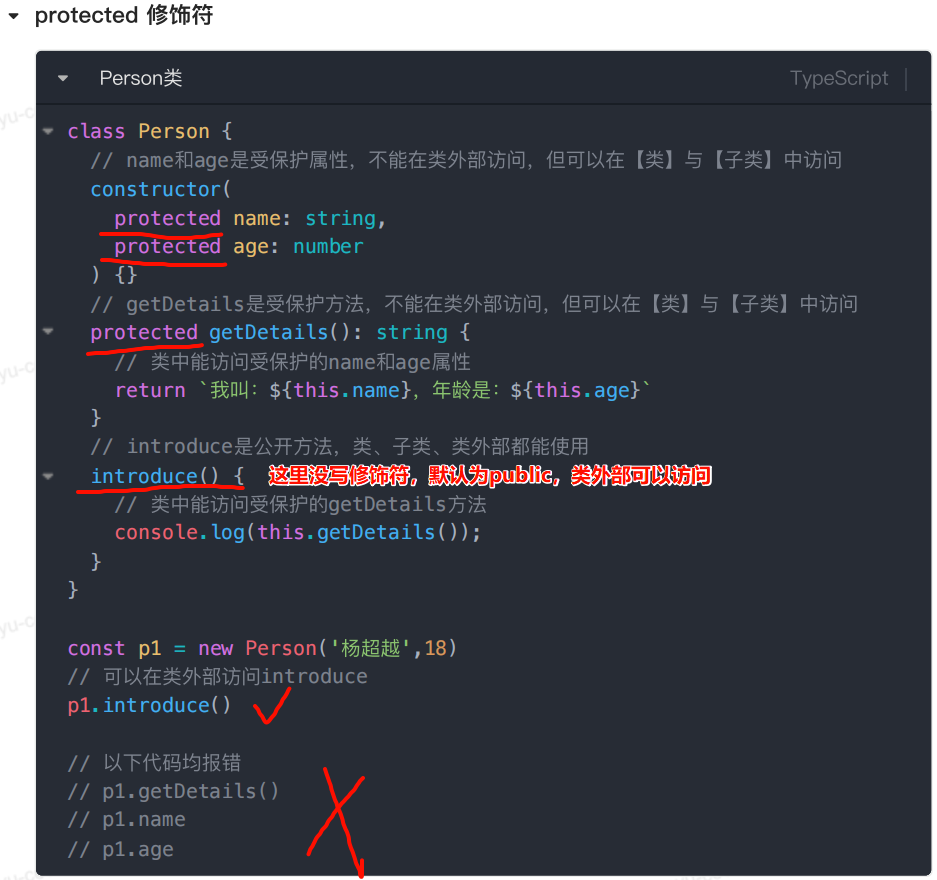 protected 修饰符
Person类 TypeScript
class Person {
// name和age是受保护属性，不能在类外部访问，但可以在【类】与【子类】中访问
constructor(
protected name: string,
protected age: number
) {}
// getDetails是受保护方法，不能在类外部访问，但可以在【类】与【子类】中访问
protected getDetails(): string {
// 类中能访问受保护的name和age属性
return `我叫：${this.name}，年龄是：${this.age}`
}
// introduce是公开方法，类、子类、类外部都能使用
introduce() { 这里没写修饰符，默认为public，类外部可以访问
// 类中能访问受保护的getDetails方法
console.log(this.getDetails());
}
}
const p1 = new Person('杨超越',18)
// 可以在类外部访问introduce
p1.introduce()
// 以下代码均报错
// p1.getDetails()
// p1.name
// p1.age